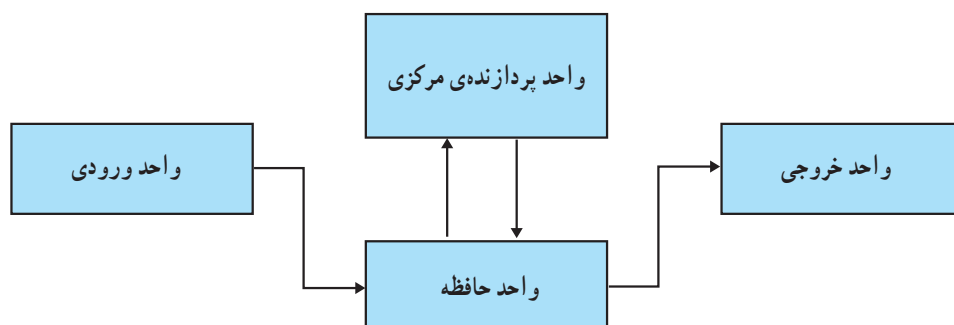 واحد پردازنده‌ی مرکزی
واحد ورودی
واحد خروجی
واحد حافظه